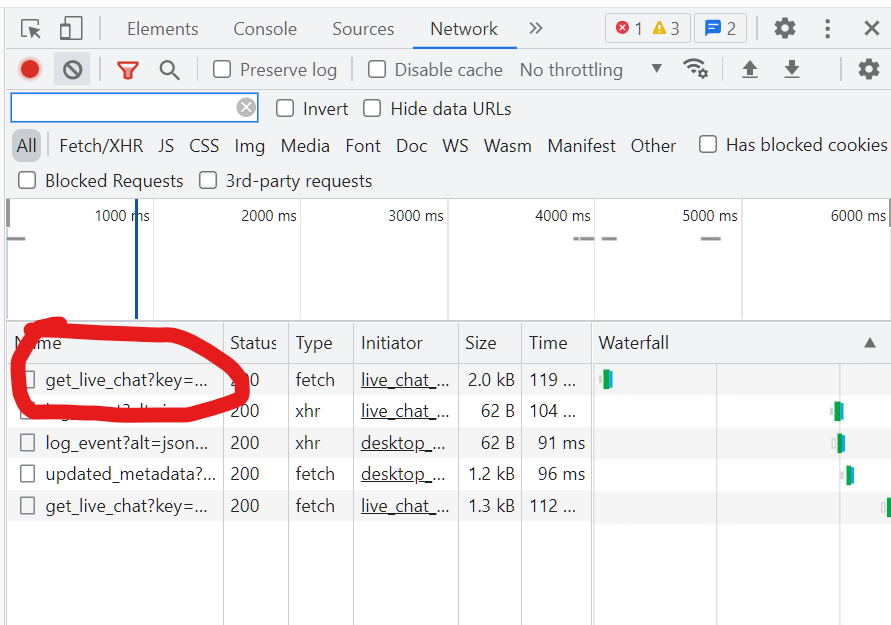 Elements Console Sources Network 1 3 2
Preserve log Disable cache No throttling
Invert Hide data URLs
All Fetch/XHR JS CSS Img Media Font Doc WS Wasm Manifest Other Has blocked cookies
Blocked Requests 3rd-party requests
1000 ms 2000 ms 3000 ms 4000 ms 5000 ms 6000 ms
Name Status Type Initiator Size Time Waterfall
get_live_chat?key=... 200 fetch live_chat_... 2.0 kB 119 ...
200 xhr live_chat_... 62 B 104 ...
log_event?alt=json... 200 xhr desktop_... 62 B 91 ms
updated_metadata?... 200 fetch desktop_... 1.2 kB 96 ms
get_live_chat?key=... 200 fetch live_chat_... 1.3 kB 112 ...